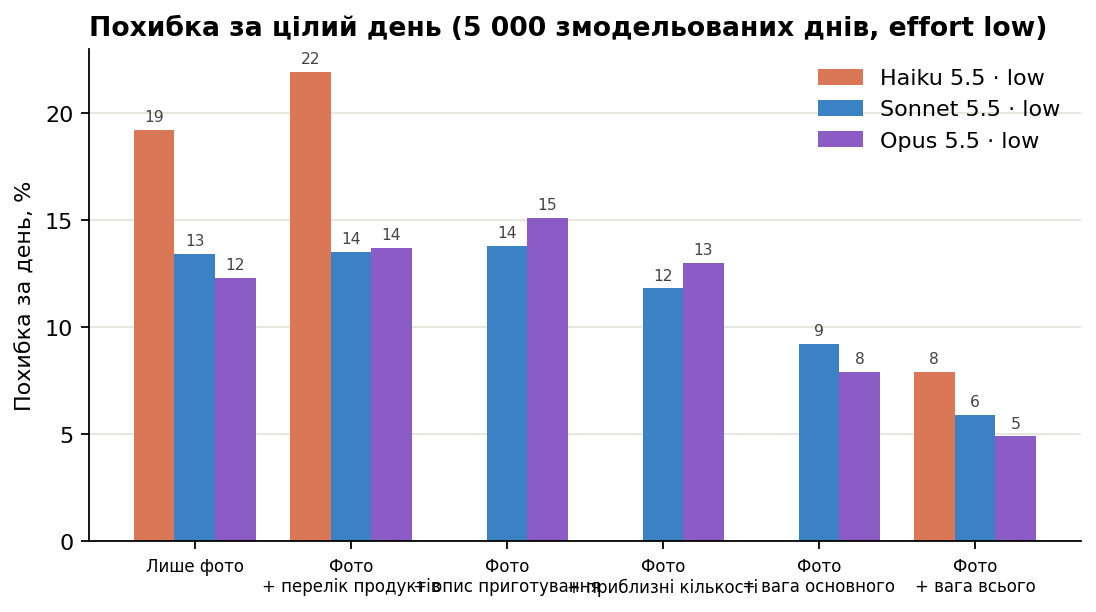 Похибка за цілий день (5 000 змодельованих днів, effort low)
Haiku 5.5 · low
Sonnet 5.5 · low
Opus 5.5 · low
Похибка за день, %
20
15
10
5
0
19
13
12
22
14
14
14
15
12
13
9
8
8
6
5
Лише фото
Фото
+ перелік продуктів
Фото
+ опис приготування
Фото
+ приблизні кількості
Фото
+ вага основного
Фото
+ вага всього